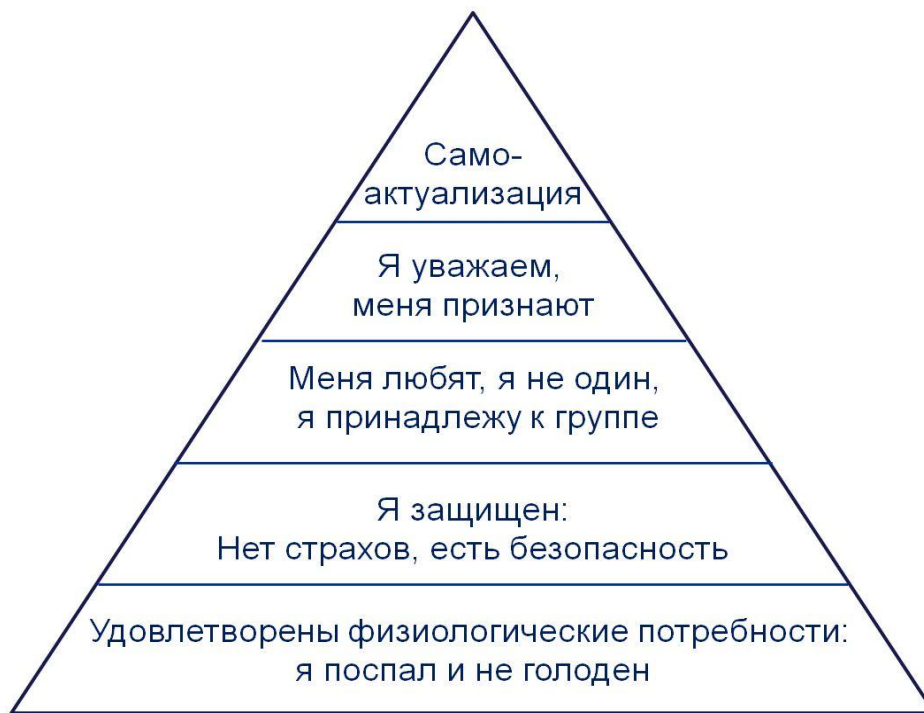 Само-
актуализация
Я уважаем,
меня признают
Меня любят, я не один,
я принадлежу к группе
Я защищен:
Нет страхов, есть безопасность
Удовлетворены физиологические потребности:
я поспал и не голоден